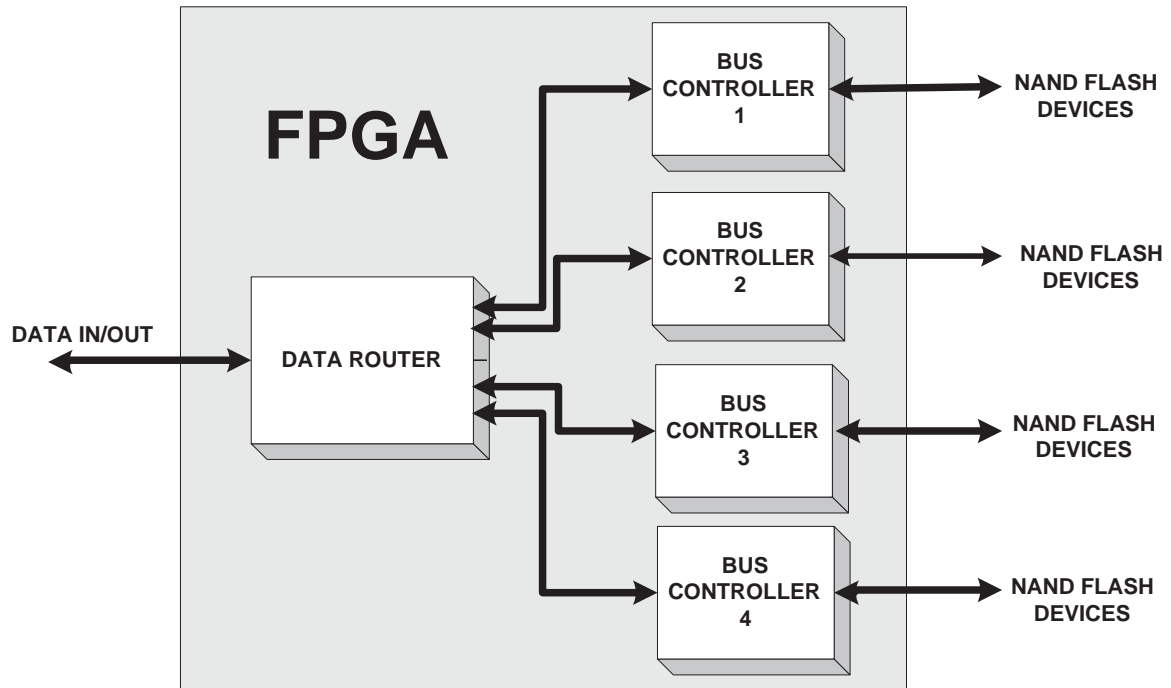 FPGA
BUS
CONTROLLER
1
NAND FLASH
DEVICES
BUS
CONTROLLER
2
NAND FLASH
DEVICES
DATA IN/OUT
DATA ROUTER
BUS
CONTROLLER
3
NAND FLASH
DEVICES
BUS
CONTROLLER
4
NAND FLASH
DEVICES